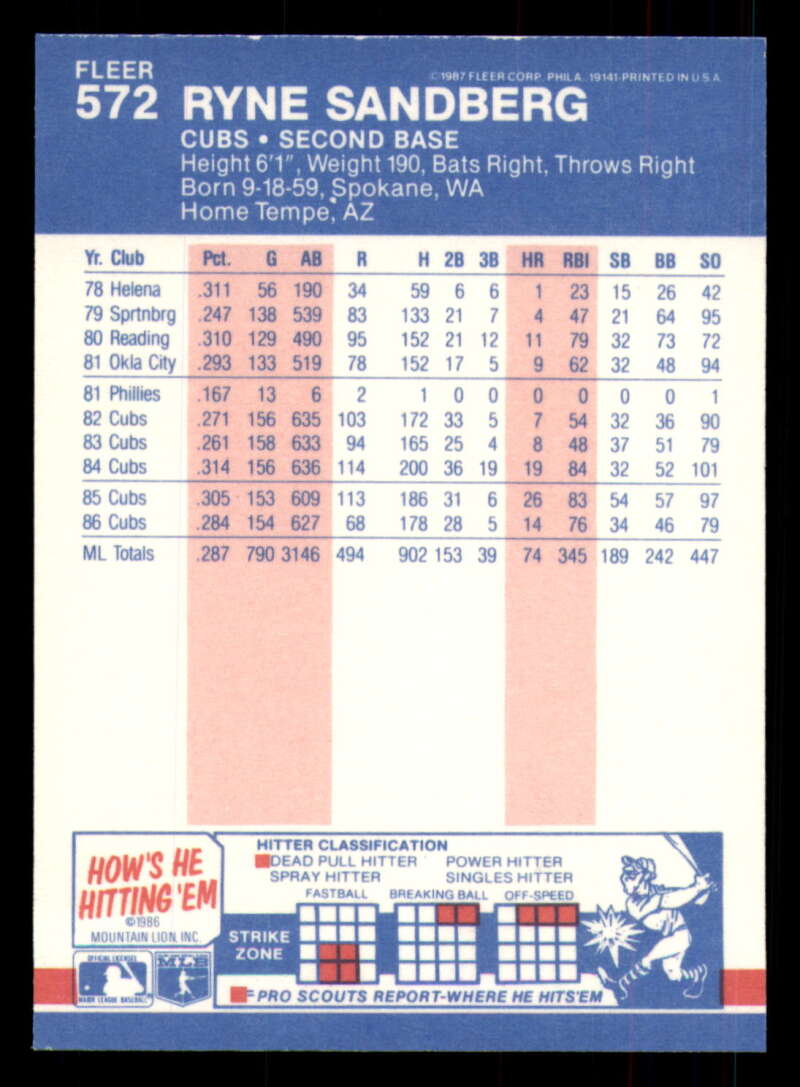 FLEER
©1987 FLEER CORP. PHILA. 19141-PRINTED IN U.S.A.
572 RYNE SANDBERG
CUBS • SECOND BASE
Height 6'1", Weight 190, Bats Right, Throws Right
Born 9-18-59, Spokane, WA
Home Tempe, AZ
Yr. Club Pct. G AB R H 2B 3B HR RBI SB BB SO
78 Helena .311 56 190 34 59 6 6 1 23 15 26 42
79 Sprtnbrg .247 138 539 83 133 21 7 4 47 21 64 95
80 Reading .310 129 490 95 152 21 12 11 79 32 73 72
81 Okla City .293 133 519 78 152 17 5 9 62 32 48 94
81 Phillies .167 13 6 2 1 0 0 0 0 0 0 1
82 Cubs .271 156 635 103 172 33 5 7 54 32 36 90
83 Cubs .261 158 633 94 165 25 4 8 48 37 51 79
84 Cubs .314 156 636 114 200 36 19 19 84 32 52 101
85 Cubs .305 153 609 113 186 31 6 26 83 54 57 97
86 Cubs .284 154 627 68 178 28 5 14 76 34 46 79
ML Totals .287 790 3146 494 902 153 39 74 345 189 242 447
HOW'S HE
HITTING 'EM
©1986
MOUNTAIN LION, INC.
OFFICIAL LICENSEE
MAJOR LEAGUE BASEBALL
MLB
HITTER CLASSIFICATION
DEAD PULL HITTER POWER HITTER
SPRAY HITTER SINGLES HITTER
FASTBALL BREAKING BALL OFF-SPEED
STRIKE
ZONE
=PRO SCOUTS REPORT-WHERE HE HITS'EM